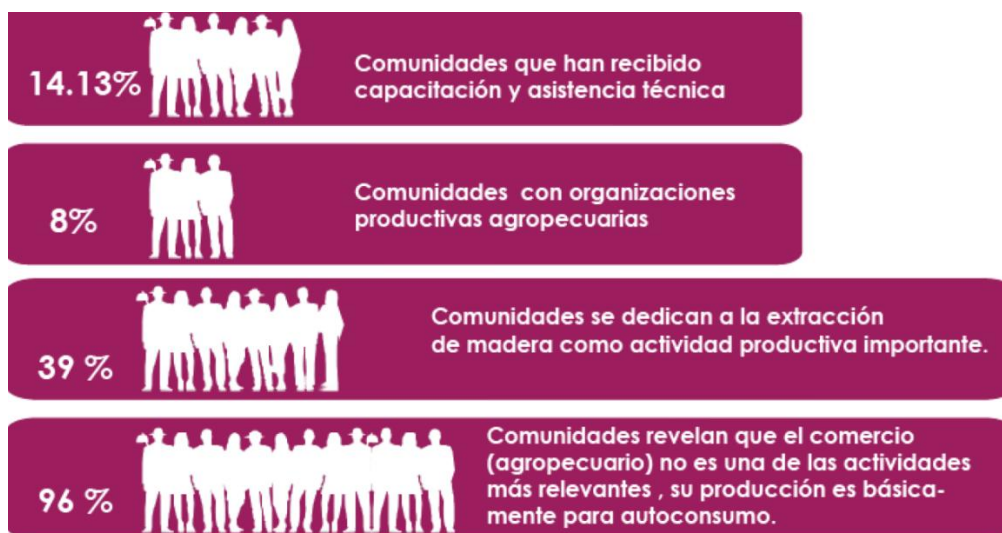 14.13%
Comunidades que han recibido
capacitación y asistencia técnica
8%
Comunidades con organizaciones
productivas agropecuarias
39 %
Comunidades se dedican a la extracción
de madera como actividad productiva importante.
96 %
Comunidades revelan que el comercio
(agropecuario) no es una de las actividades
más relevantes , su producción es básica-
mente para autoconsumo.